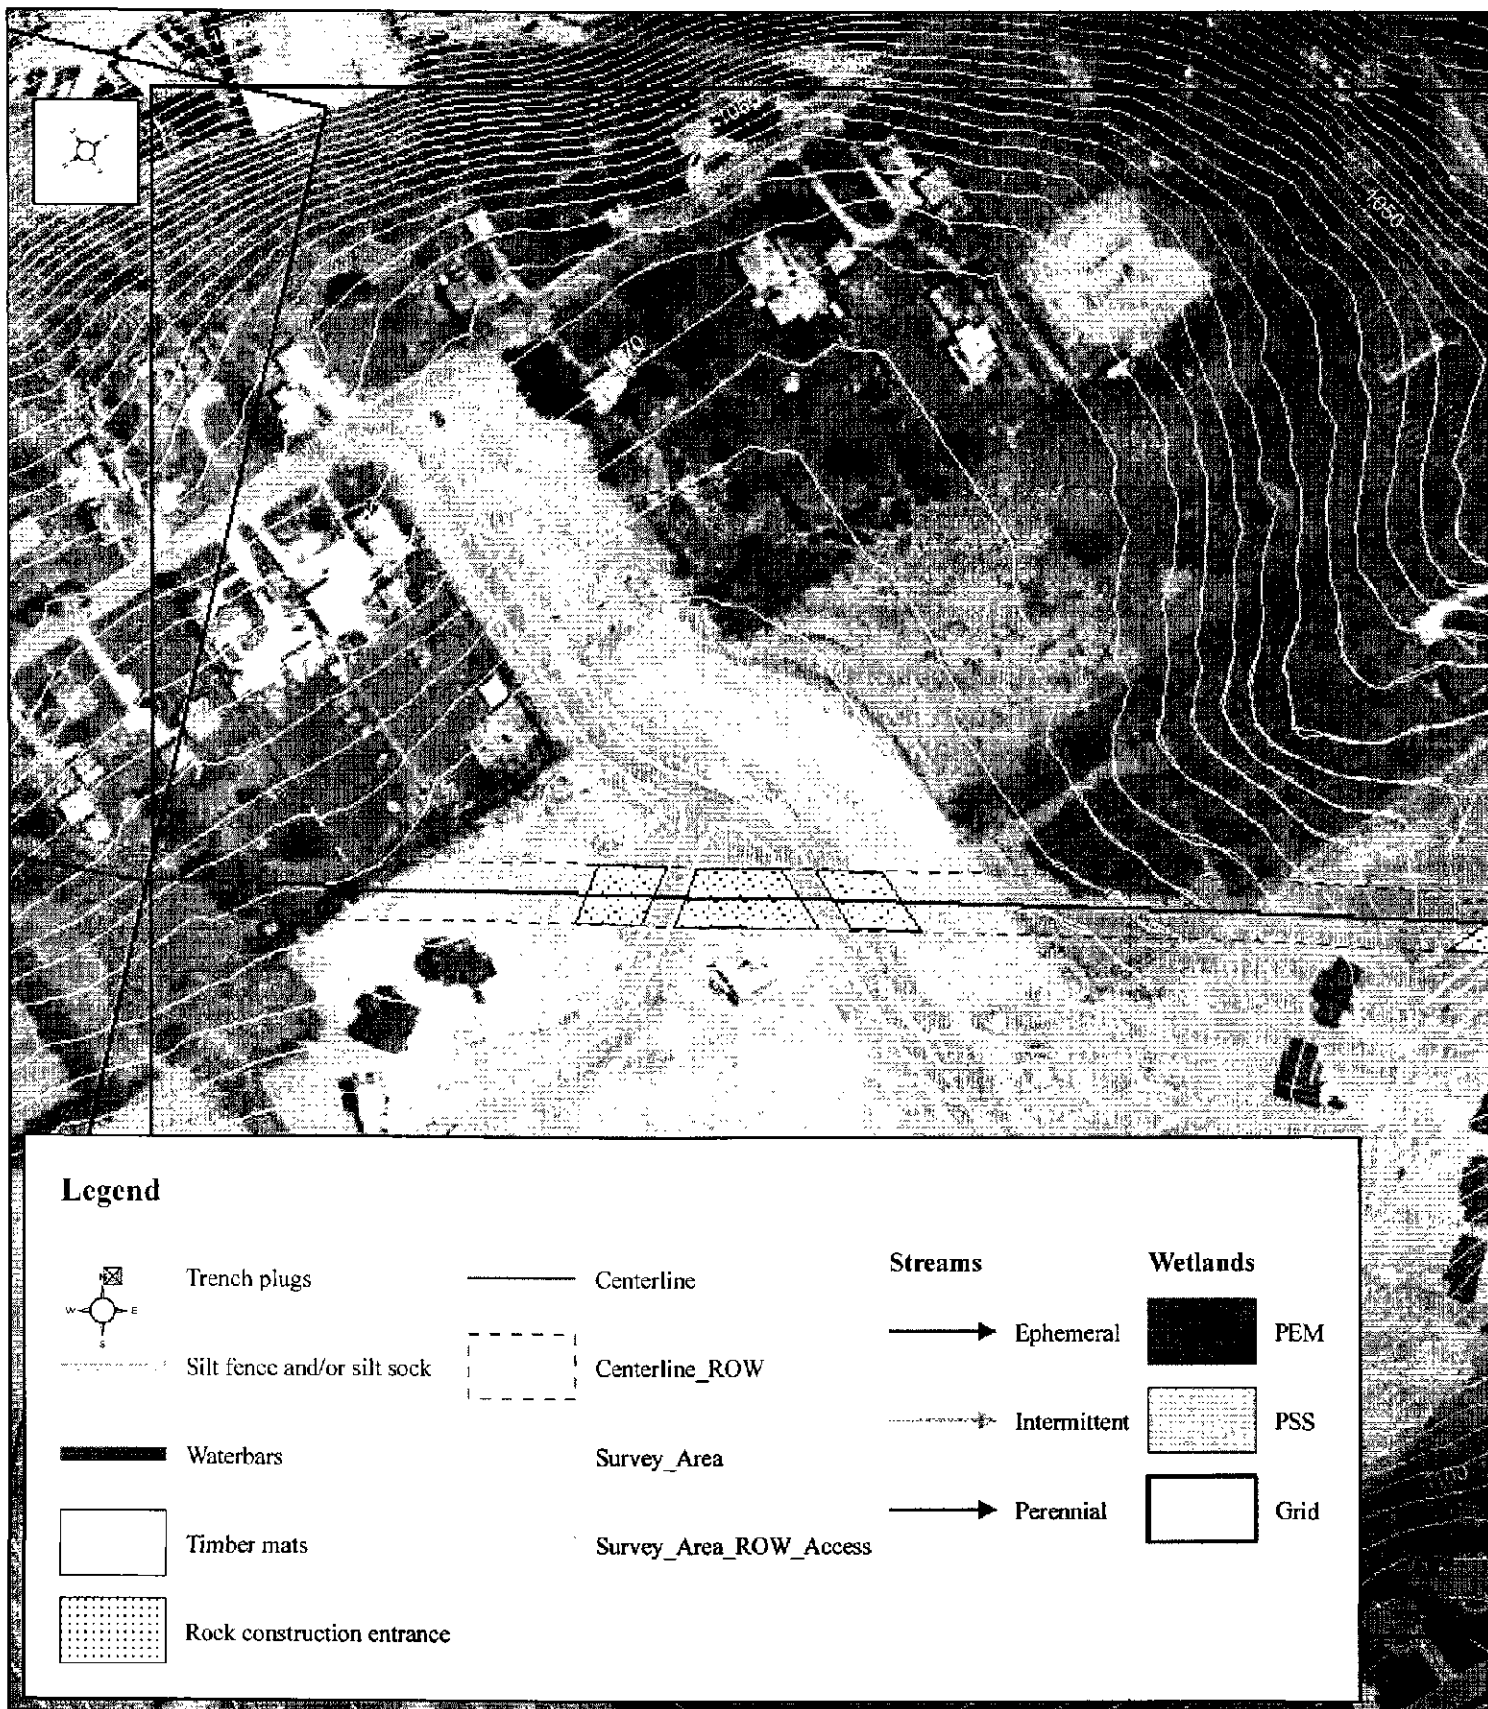 1050
Legend
Trench plugs
W E
S
Silt fence and/or silt sock
Waterbars
Timber mats
Rock construction entrance
Centerline
Centerline_ROW
Survey_Area
Survey_Area_ROW_Access
Streams
Ephemeral
Intermittent
Perennial
Wetlands
PEM
PSS
Grid